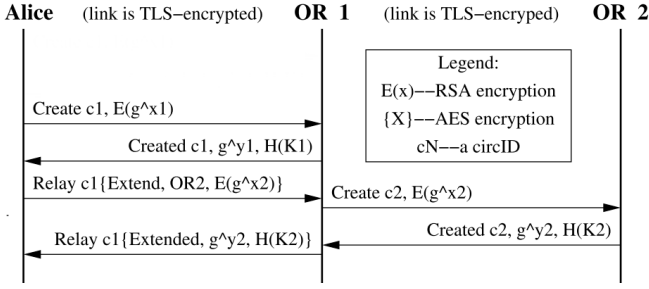 Alice (link is TLS−encrypted) OR 1 (link is TLS−encryped) OR 2
Legend:
E(x)−−RSA encryption
{X}−−AES encryption
cN−−a circID
Create c1, E(g^x1)
Created c1, g^y1, H(K1)
Relay c1{Extend, OR2, E(g^x2)}
Create c2, E(g^x2)
Created c2, g^y2, H(K2)
Relay c1{Extended, g^y2, H(K2)}